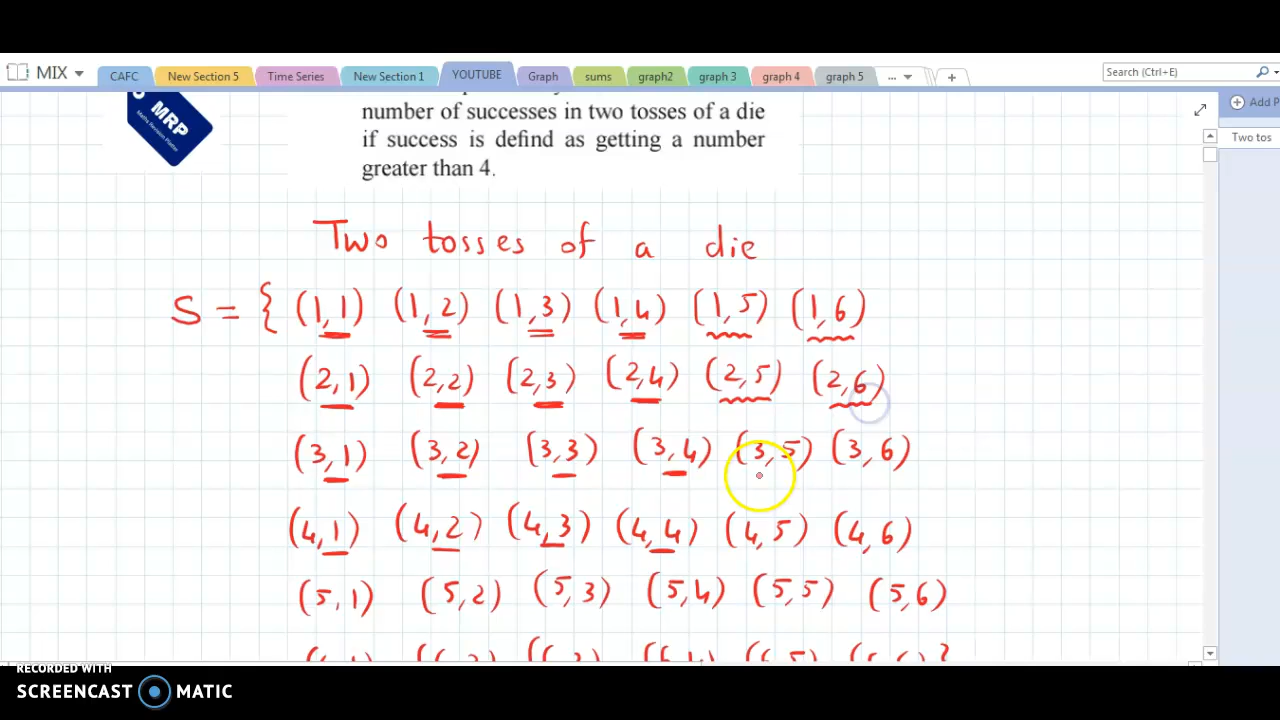 MIX CAFC New Section 5 Time Series New Section 1 YOUTUBE Graph sums graph2 graph 3 graph 4 graph 5 ... Search (Ctrl+E)
Add P
Two tos
MRP
Maths Revision Platter
number of successes in two tosses of a die
if success is defind as getting a number
greater than 4.
Two tosses of a die
S = { (1,1) (1,2) (1,3) (1,4) (1,5) (1,6)
(2,1) (2,2) (2,3) (2,4) (2,5) (2,6)
(3,1) (3,2) (3,3) (3,4) (3,5) (3,6)
(4,1) (4,2) (4,3) (4,4) (4,5) (4,6)
(5,1) (5,2) (5,3) (5,4) (5,5) (5,6)
RECORDED WITH
SCREENCAST MATIC